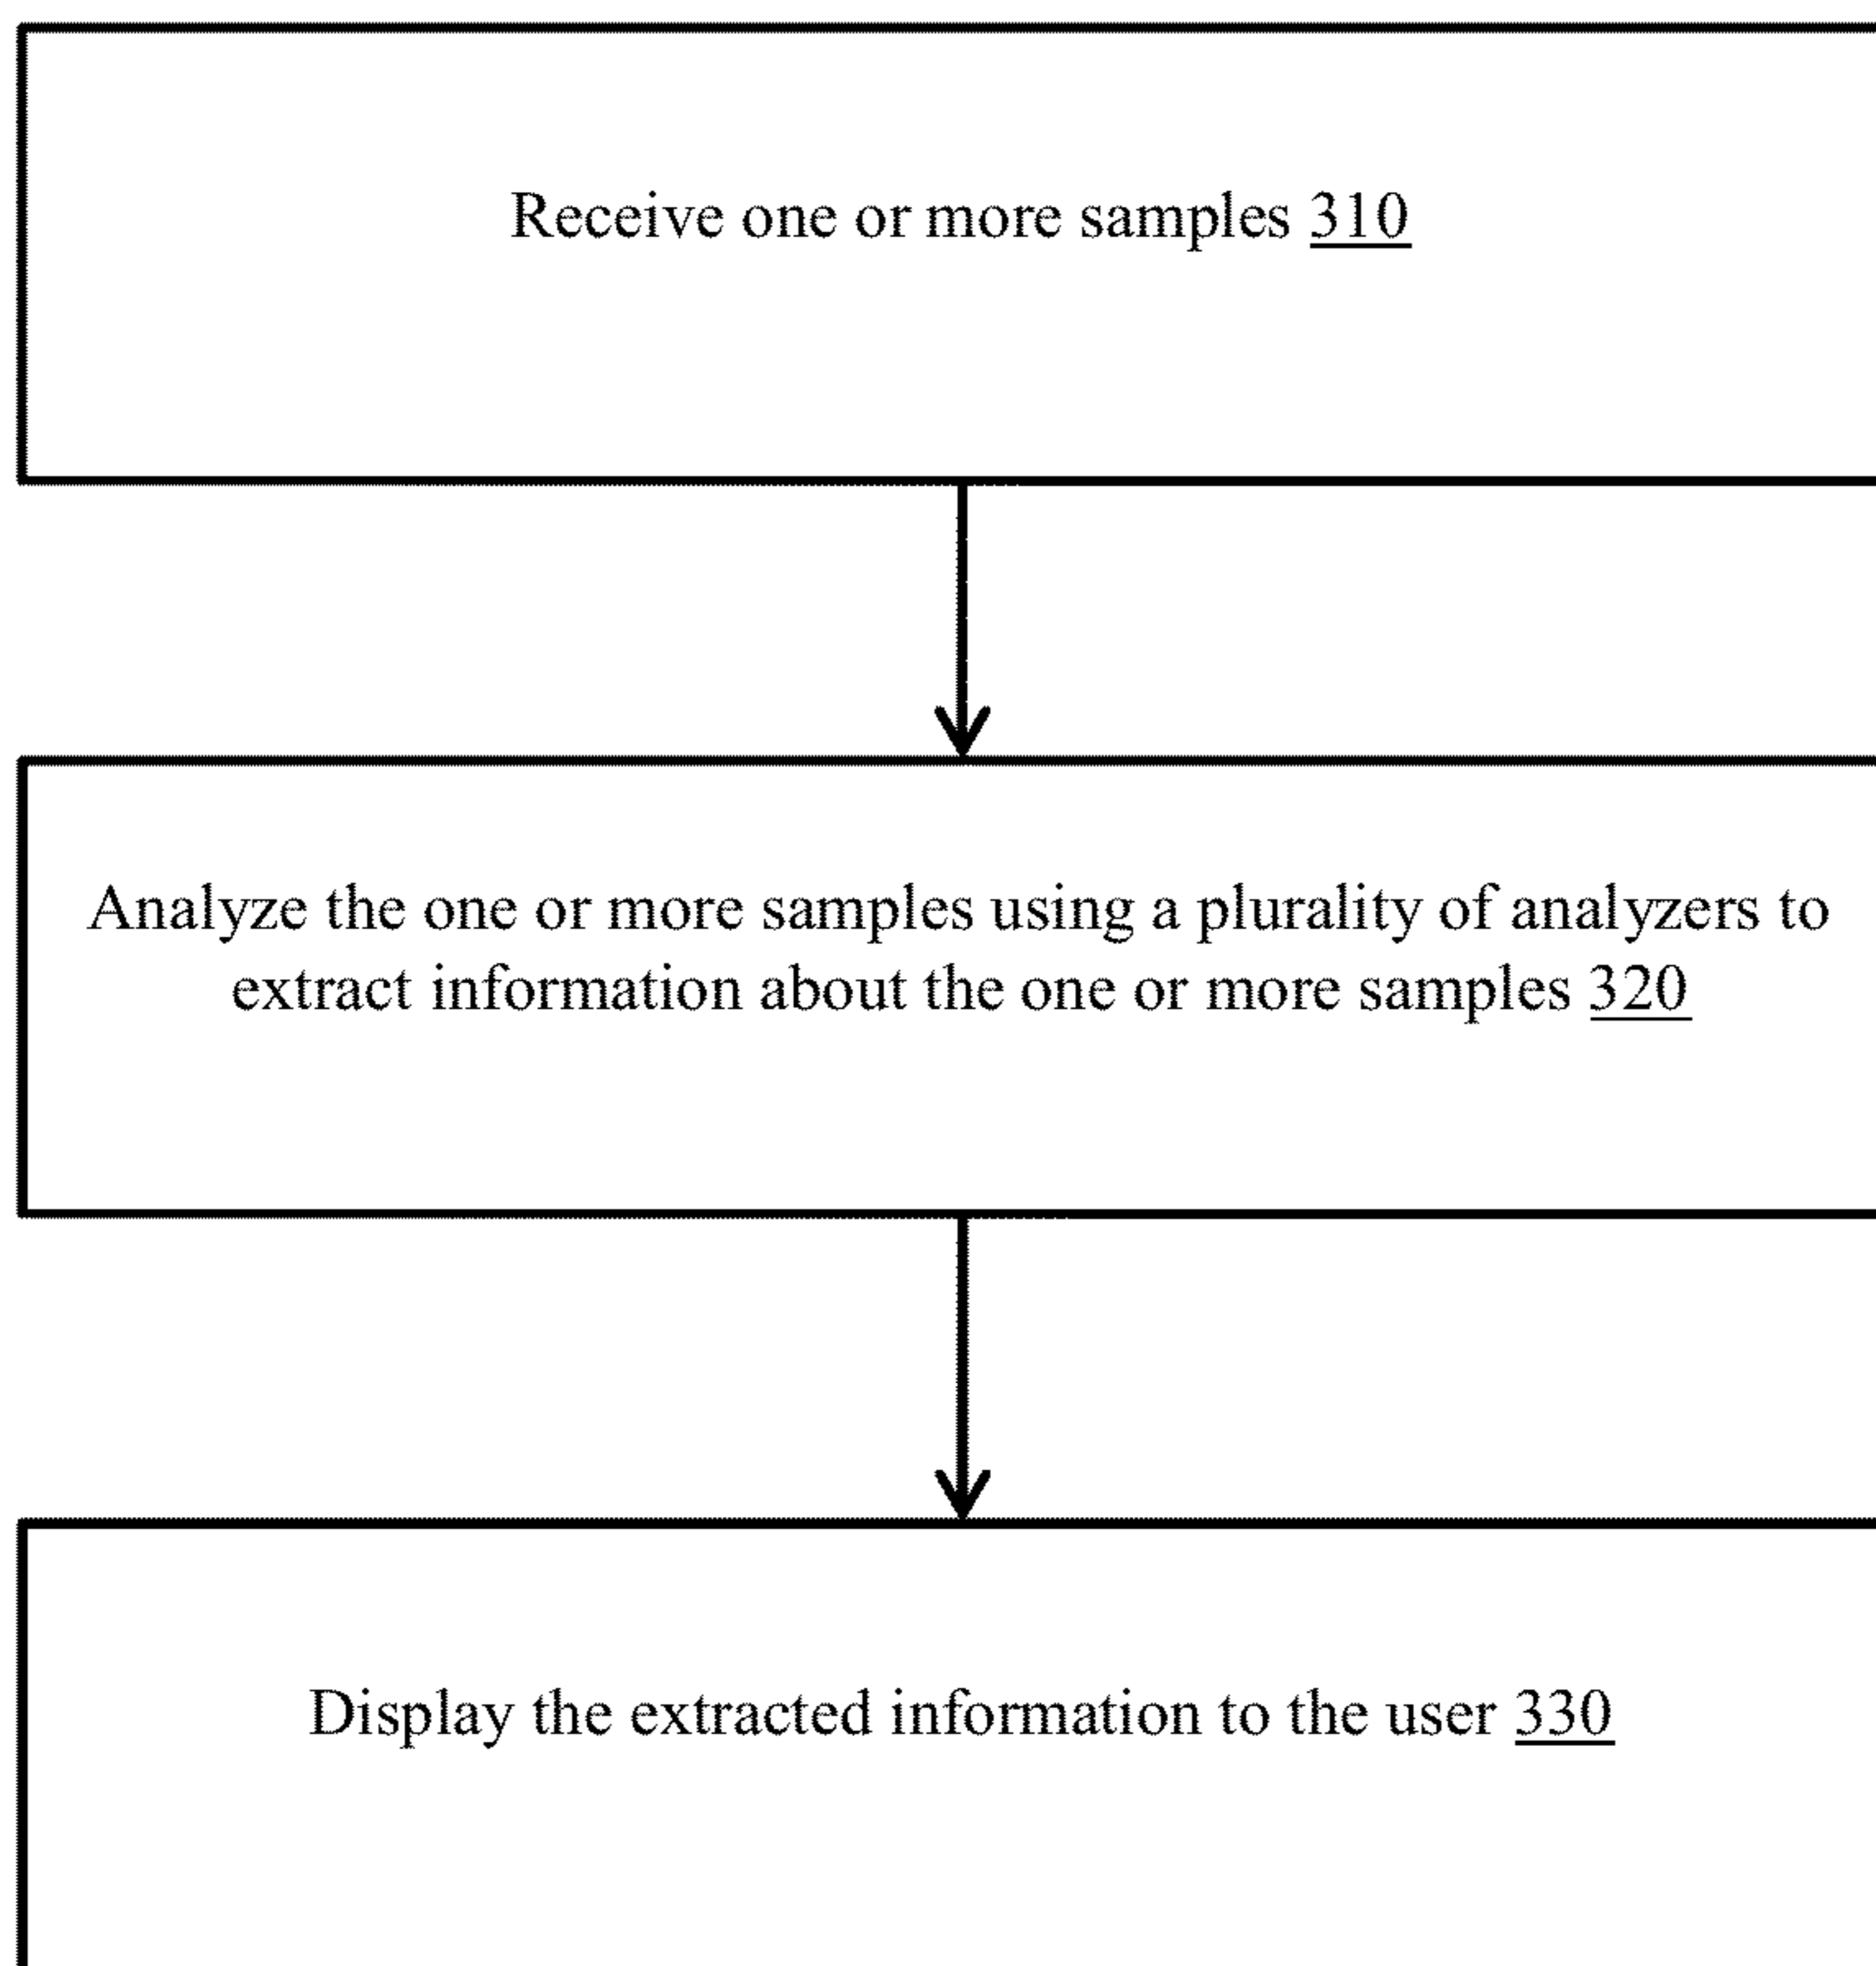 Receive one or more samples 310
Analyze the one or more samples using a plurality of analyzers to
extract information about the one or more samples 320
Display the extracted information to the user 330